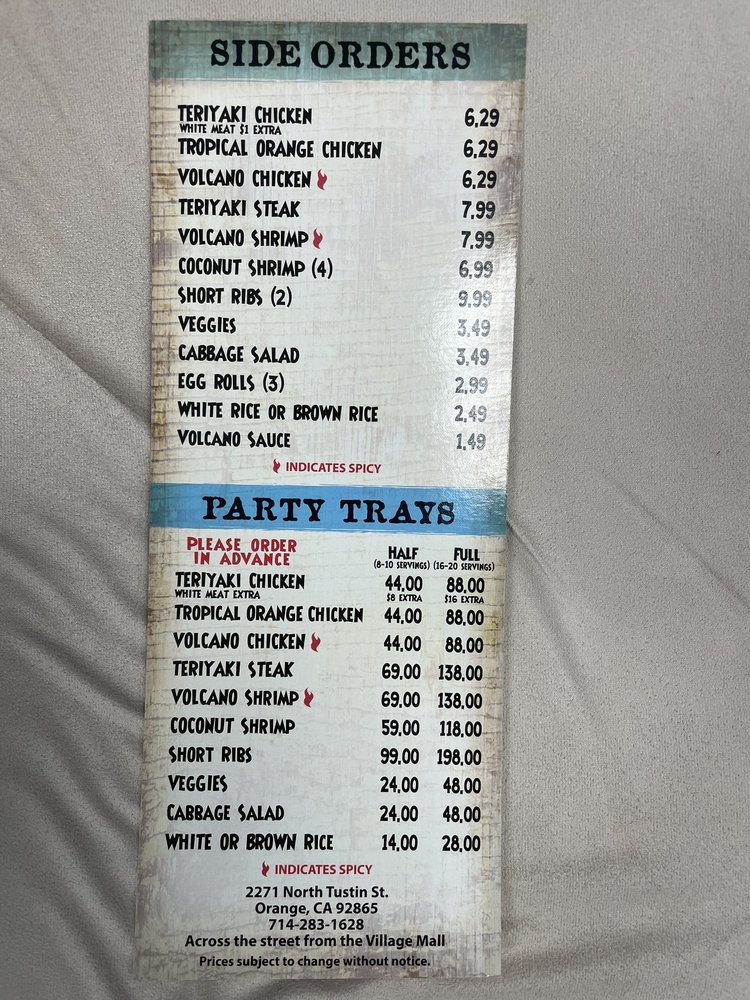 SIDE ORDERS
TERIYAKI CHICKEN 6.29
WHITE MEAT $1 EXTRA
TROPICAL ORANGE CHICKEN 6.29
VOLCANO CHICKEN 6.29
TERIYAKI STEAK 7.99
VOLCANO SHRIMP 7.99
COCONUT SHRIMP (4) 6.99
SHORT RIBS (2) 9.99
VEGGIES 3.49
CABBAGE SALAD 3.49
EGG ROLLS (3) 2.99
WHITE RICE OR BROWN RICE 2.49
VOLCANO SAUCE 1.49
INDICATES SPICY
PARTY TRAYS
PLEASE ORDER
IN ADVANCE
HALF FULL
(8-10 SERVINGS) (16-20 SERVINGS)
TERIYAKI CHICKEN 44.00 88.00
WHITE MEAT EXTRA $8 EXTRA $16 EXTRA
TROPICAL ORANGE CHICKEN 44.00 88.00
VOLCANO CHICKEN 44.00 88.00
TERIYAKI STEAK 69.00 138.00
VOLCANO SHRIMP 69.00 138.00
COCONUT SHRIMP 59.00 118.00
SHORT RIBS 99.00 198.00
VEGGIES 24.00 48.00
CABBAGE SALAD 24.00 48.00
WHITE OR BROWN RICE 14.00 28.00
INDICATES SPICY
2271 North Tustin St.
Orange, CA 92865
714-283-1628
Across the street from the Village Mall
Prices subject to change without notice.